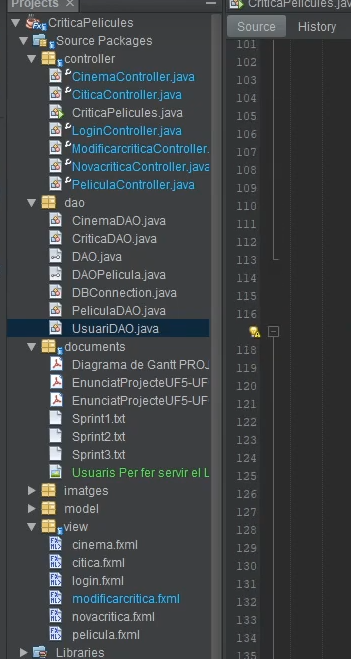 Projects ×
CriticaPelicules
Source Packages
controller
CinemaController.java
CiticaController.java
CriticaPelicules.java
LoginController.java
ModificarcriticaController.
NovacriticaController.java
PeliculaController.java
dao
CinemaDAO.java
CriticaDAO.java
DAO.java
DAOPelicula.java
DBConnection.java
PeliculaDAO.java
UsuariDAO.java
documents
Diagrama de Gantt PROJ
EnunciatProjecteUF5-UF
EnunciatProjecteUF5-UF
Sprint1.txt
Sprint2.txt
Sprint3.txt
Usuaris Per fer servir el L
imatges
model
view
cinema.fxml
citica.fxml
login.fxml
modificarcritica.fxml
novacritica.fxml
pelicula.fxml
Libraries
CriticaPelicules.java
Source History
101
102
103
104
105
106
107
108
109
110
111
112
113
114
115
116
118
119
120
121
122
123
124
125
126
127
128
129
130
131
132
133
134
135